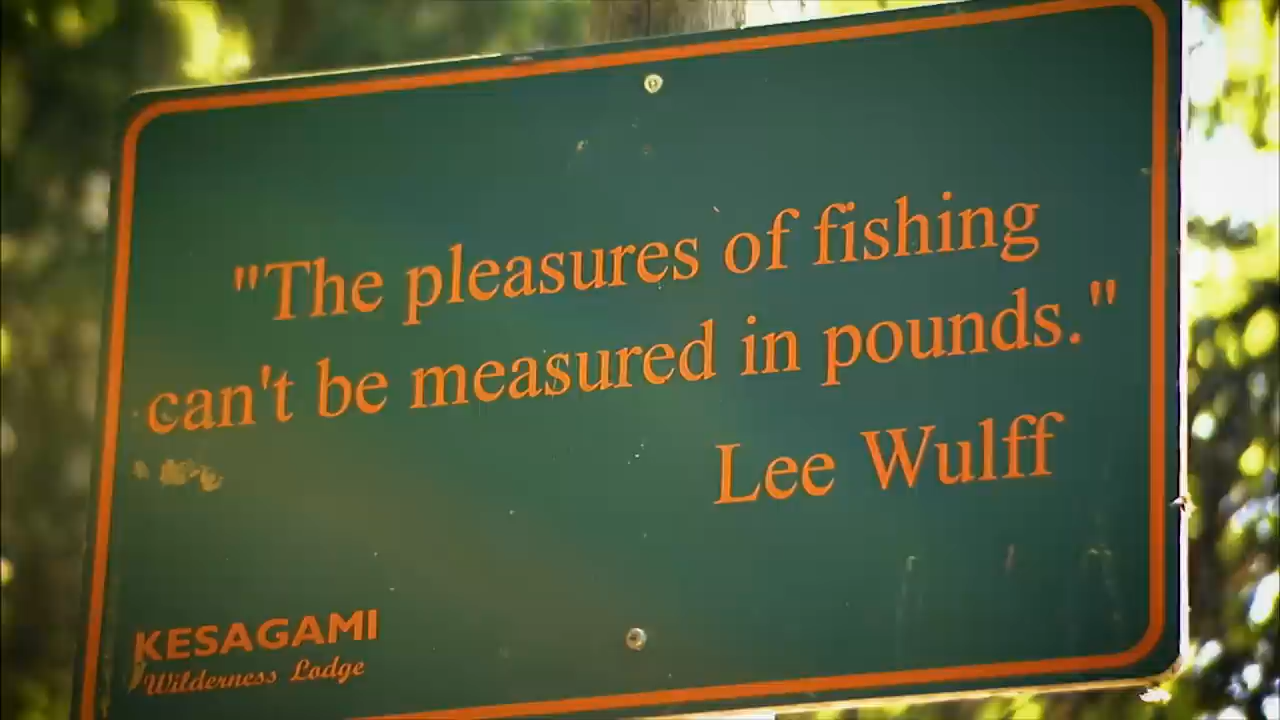 "The pleasures of fishing
can't be measured in pounds."
Lee Wulff
KESAGAMI
Wilderness Lodge